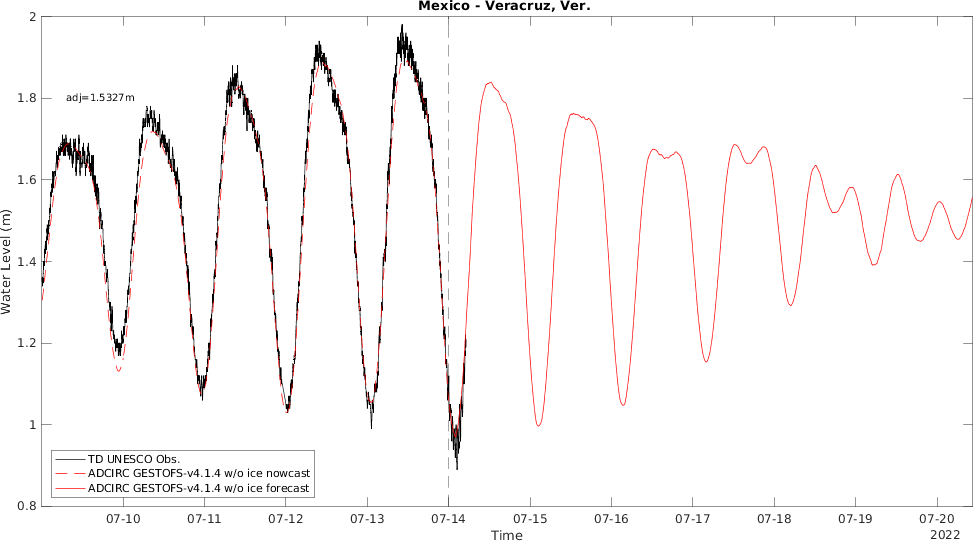 Mexico - Veracruz, Ver.
2
1.8
1.6
1.4
1.2
1
0.8
Water Level (m)
adj=1.5327m
TD UNESCO Obs.
ADCIRC GESTOFS-v4.1.4 w/o ice nowcast
ADCIRC GESTOFS-v4.1.4 w/o ice forecast
07-10 07-11 07-12 07-13 07-14 07-15 07-16 07-17 07-18 07-19 07-20
Time
2022